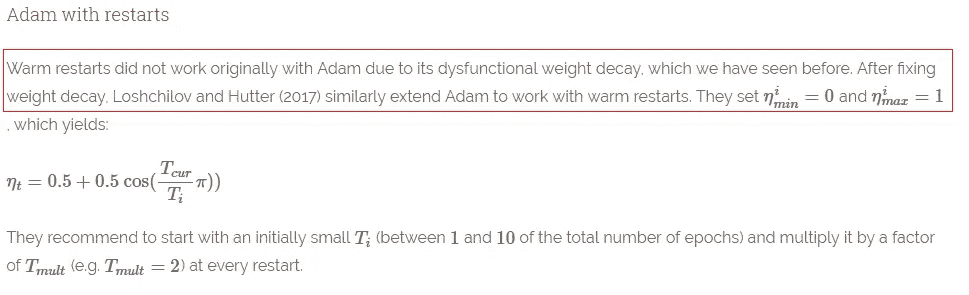 Adam with restarts
Warm restarts did not work originally with Adam due to its dysfunctional weight decay, which we have seen before. After fixing
weight decay, Loshchilov and Hutter (2017) similarly extend Adam to work with warm restarts. They set $\eta^i_{min} = 0$ and $\eta^i_{max} = 1$
, which yields:
$\eta_t = 0.5 + 0.5\cos(\frac{T_{cur}}{T_i}\pi))$
They recommend to start with an initially small $T_i$ (between 1 and 10 of the total number of epochs) and multiply it by a factor
of $T_{mult}$ (e.g. $T_{mult} = 2$) at every restart.